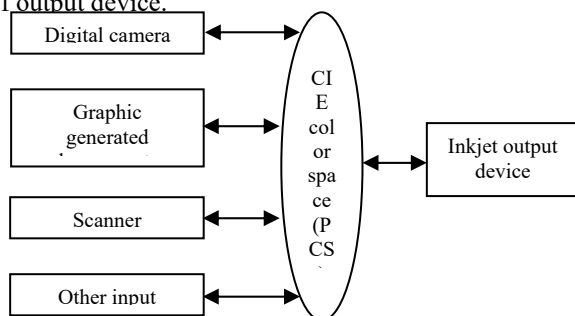 output device.
Digital camera
Graphic
generated
Scanner
Other input
CI
E
col
or
spa
ce
(P
CS
Inkjet output
device